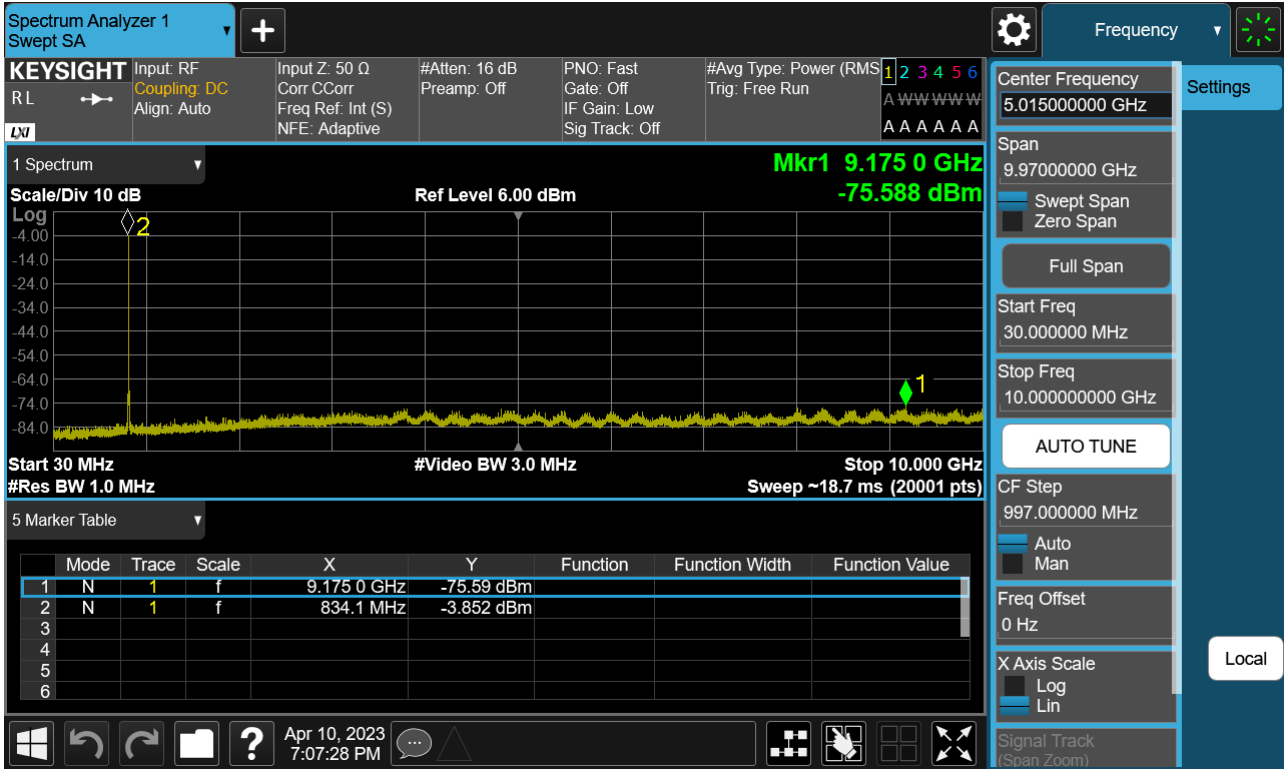 Spectrum Analyzer 1
Swept SA
+
Frequency
KEYSIGHT
R L
LXI
Input: RF
Coupling: DC
Align: Auto
Input Z: 50 Ω
Corr CCorr
Freq Ref: Int (S)
NFE: Adaptive
#Atten: 16 dB
Preamp: Off
PNO: Fast
Gate: Off
IF Gain: Low
Sig Track: Off
#Avg Type: Power (RMS
Trig: Free Run
1 2 3 4 5 6
A W W W W W
A A A A A A
1 Spectrum
Mkr1 9.175 0 GHz
-75.588 dBm
Scale/Div 10 dB
Ref Level 6.00 dBm
Log
-4.00
-14.0
-24.0
-34.0
-44.0
-54.0
-64.0
-74.0
-84.0
2
1
Start 30 MHz
#Video BW 3.0 MHz
Stop 10.000 GHz
#Res BW 1.0 MHz
Sweep ~18.7 ms (20001 pts)
5 Marker Table
Mode Trace Scale X Y Function Function Width Function Value
1 N 1 f 9.175 0 GHz -75.59 dBm
2 N 1 f 834.1 MHz -3.852 dBm
3
4
5
6
Apr 10, 2023
7:07:28 PM
?
...
Center Frequency
5.015000000 GHz
Span
9.97000000 GHz
Swept Span
Zero Span
Full Span
Start Freq
30.000000 MHz
Stop Freq
10.000000000 GHz
AUTO TUNE
CF Step
997.000000 MHz
Auto
Man
Freq Offset
0 Hz
X Axis Scale
Log
Lin
Signal Track
(Span Zoom)
Settings
Local